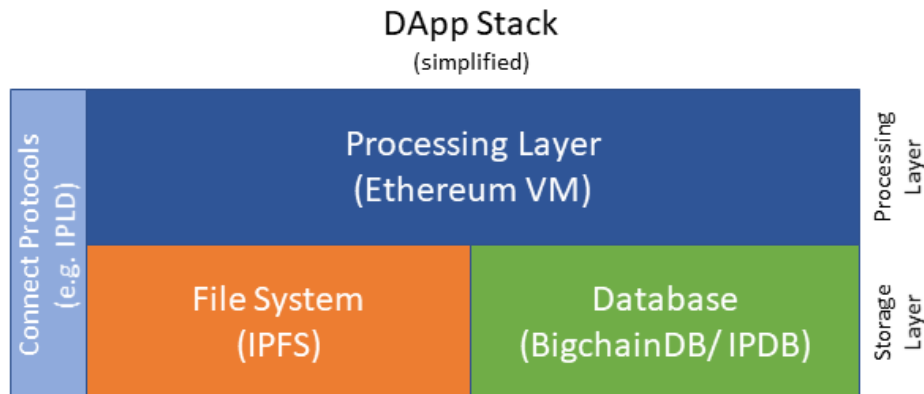 DApp Stack
(simplified)
Connect Protocols
(e.g. IPLD)
Processing Layer
(Ethereum VM)
Processing
Layer
File System
(IPFS)
Database
(BigchainDB/ IPDB)
Storage
Layer